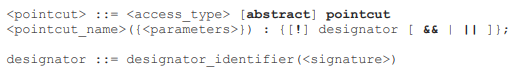 <pointcut> ::= <access_type> [abstract] pointcut
<pointcut_name>({<parameters>}) : {[!] designator [ && | || ]};
designator ::= designator_identifier(<signature>)